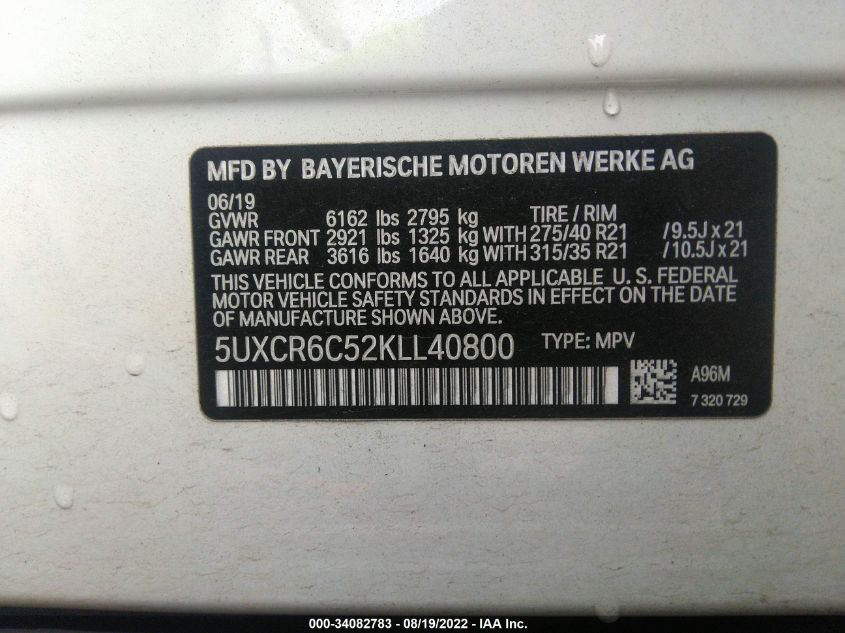 MFD BY BAYERISCHE MOTOREN WERKE AG
06/19
GVWR 6162 lbs 2795 kg TIRE / RIM
GAWR FRONT 2921 lbs 1325 kg WITH 275/40 R21 /9.5J x 21
GAWR REAR 3616 lbs 1640 kg WITH 315/35 R21 /10.5J x 21
THIS VEHICLE CONFORMS TO ALL APPLICABLE U. S. FEDERAL
MOTOR VEHICLE SAFETY STANDARDS IN EFFECT ON THE DATE
OF MANUFACTURE SHOWN ABOVE.
5UXCR6C52KLL40800 TYPE: MPV
A96M
7 320 729
000-34082783 - 08/19/2022 - IAA Inc.